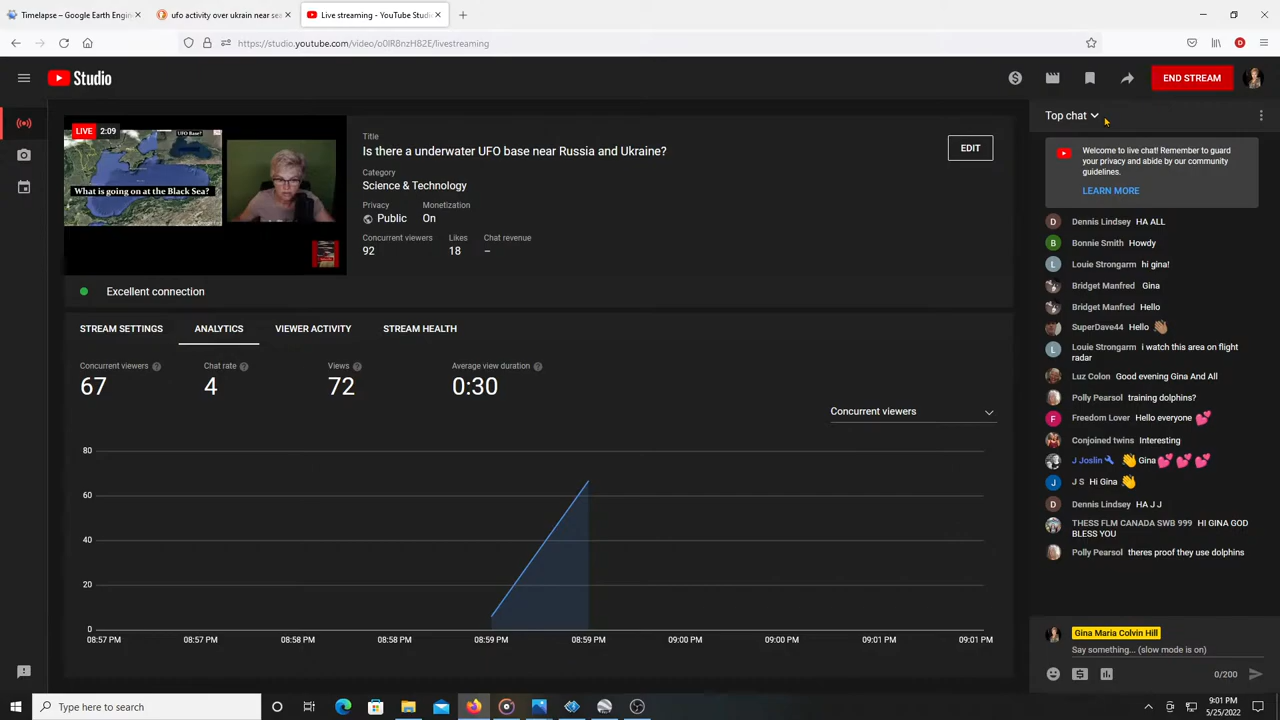 Timelapse – Google Earth Engin
ufo activity over ukrain near sea
Live streaming - YouTube Studio
https://studio.youtube.com/video/o0lR8nzH82E/livestreaming
Studio
END STREAM
Top chat
LIVE 2:09
UFO Base?
What is going on at the Black Sea?
Title
Is there a underwater UFO base near Russia and Ukraine?
EDIT
Category
Science & Technology
Privacy Monetization
Public On
Concurrent viewers Likes Chat revenue
92 18 –
Excellent connection
STREAM SETTINGS ANALYTICS VIEWER ACTIVITY STREAM HEALTH
Concurrent viewers Chat rate Views Average view duration
67 4 72 0:30
Concurrent viewers
80
60
40
20
0
08:57 PM 08:57 PM 08:58 PM 08:58 PM 08:59 PM 08:59 PM 09:00 PM 09:00 PM 09:01 PM 09:01 PM
Welcome to live chat! Remember to guard
your privacy and abide by our community
guidelines.
LEARN MORE
D Dennis Lindsey HA ALL
B Bonnie Smith Howdy
L Louie Strongarm hi gina!
Bridget Manfred Gina
Bridget Manfred Hello
SuperDave44 Hello 👋🏽
L Louie Strongarm i watch this area on flight
radar
Luz Colon Good evening Gina And All
Polly Pearsol training dolphins?
F Freedom Lover Hello everyone 💕
Conjoined twins Interesting
J Joslin 👋 Gina 💕 💕 💕
J J S Hi Gina 👋
D Dennis Lindsey HA J J
THESS FLM CANADA SWB 999 HI GINA GOD
BLESS YOU
Polly Pearsol theres proof they use dolphins
Gina Maria Colvin Hill
Say something... (slow mode is on)
0/200
Type here to search
9:01 PM
5/25/2022